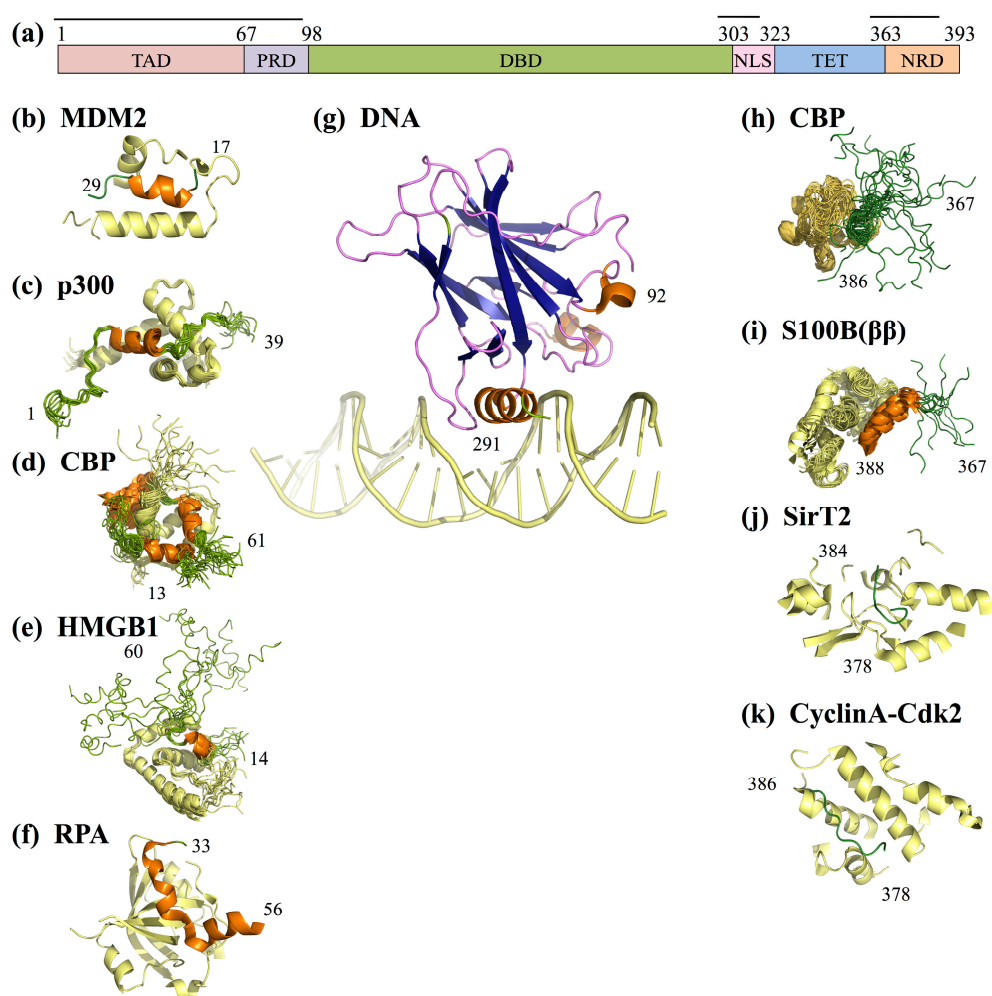 (a) 1 67 98 303 323 363 393
TAD PRD DBD NLS TET NRD
(b) MDM2
17
29
(c) p300
39
1
(d) CBP
61
13
(e) HMGB1
60
14
(f) RPA
33
56
(g) DNA
92
291
(h) CBP
367
386
(i) S100B(ββ)
388
367
(j) SirT2
384
378
(k) CyclinA-Cdk2
386
378